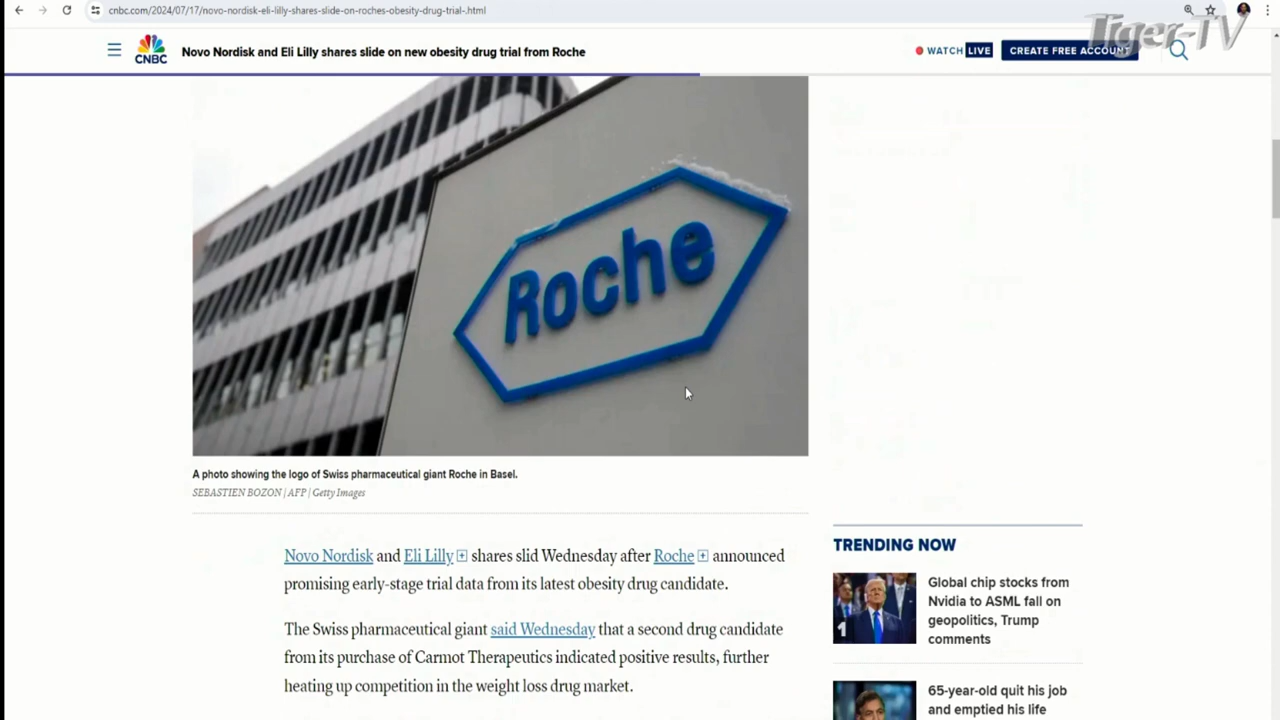 cnbc.com/2024/07/17/novo-nordisk-eli-lilly-shares-slide-on-roches-obesity-drug-trial-.html
Tiger-TV
CNBC
Novo Nordisk and Eli Lilly shares slide on new obesity drug trial from Roche
WATCH LIVE
CREATE FREE ACCOUNT
Roche
A photo showing the logo of Swiss pharmaceutical giant Roche in Basel.
SEBASTIEN BOZON | AFP | Getty Images
Novo Nordisk and Eli Lilly shares slid Wednesday after Roche announced
promising early-stage trial data from its latest obesity drug candidate.
The Swiss pharmaceutical giant said Wednesday that a second drug candidate
from its purchase of Carmot Therapeutics indicated positive results, further
heating up competition in the weight loss drug market.
TRENDING NOW
1
Global chip stocks from
Nvidia to ASML fall on
geopolitics, Trump
comments
65-year-old quit his job
and emptied his life